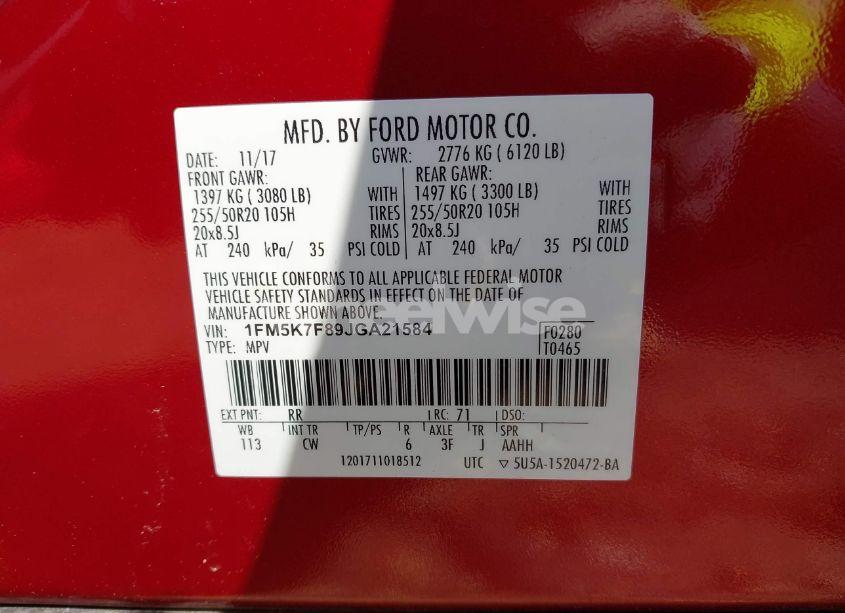 MFD. BY FORD MOTOR CO.
DATE: 11/17 GVWR: 2776 KG ( 6120 LB)
FRONT GAWR: REAR GAWR:
1397 KG ( 3080 LB) WITH 1497 KG ( 3300 LB) WITH
255/50R20 105H TIRES 255/50R20 105H TIRES
20x8.5J RIMS 20x8.5J RIMS
AT 240 kPa/ 35 PSI COLD AT 240 kPa/ 35 PSI COLD
THIS VEHICLE CONFORMS TO ALL APPLICABLE FEDERAL MOTOR
VEHICLE SAFETY STANDARDS IN EFFECT ON THE DATE OF
MANUFACTURE SHOWN ABOVE.
VIN: 1FM5K7F89JGA21584 F0280
TYPE: MPV T0465
EXT PNT: RR RC: 71 DSO:
WB INT TR TP/PS R AXLE TR SPR
113 CW 6 3F J AAHH
1201711018512 UTC ▽ 5U5A-1520472-BA